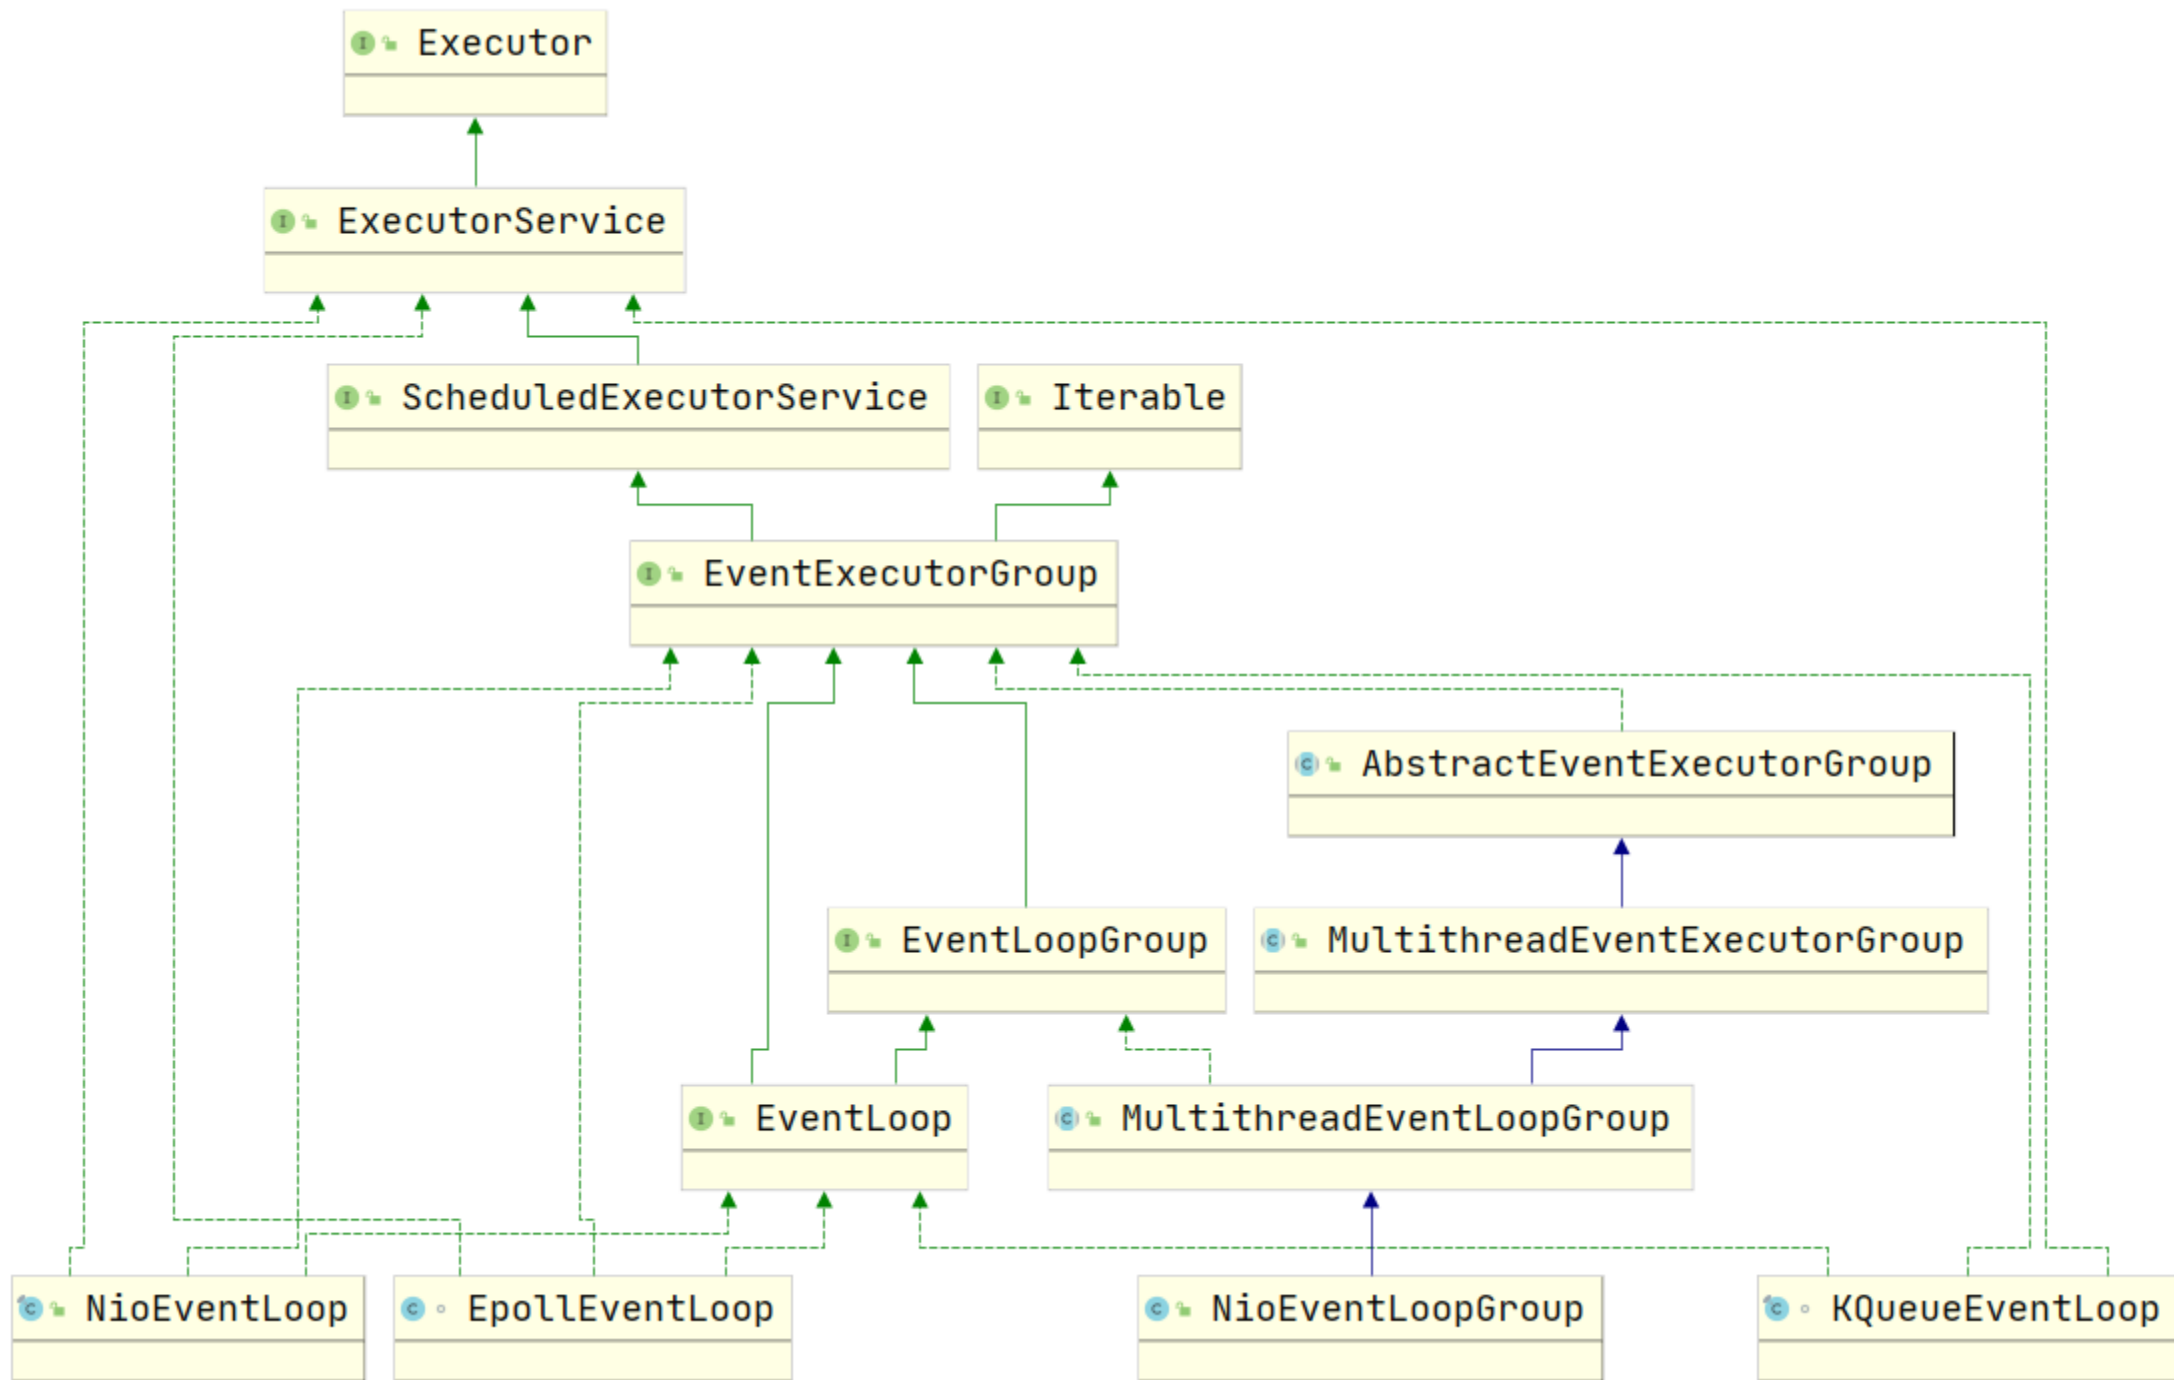 Executor
ExecutorService
ScheduledExecutorService
Iterable
EventExecutorGroup
AbstractEventExecutorGroup
EventLoopGroup
MultithreadEventExecutorGroup
EventLoop
MultithreadEventLoopGroup
NioEventLoop
EpollEventLoop
NioEventLoopGroup
KQueueEventLoop